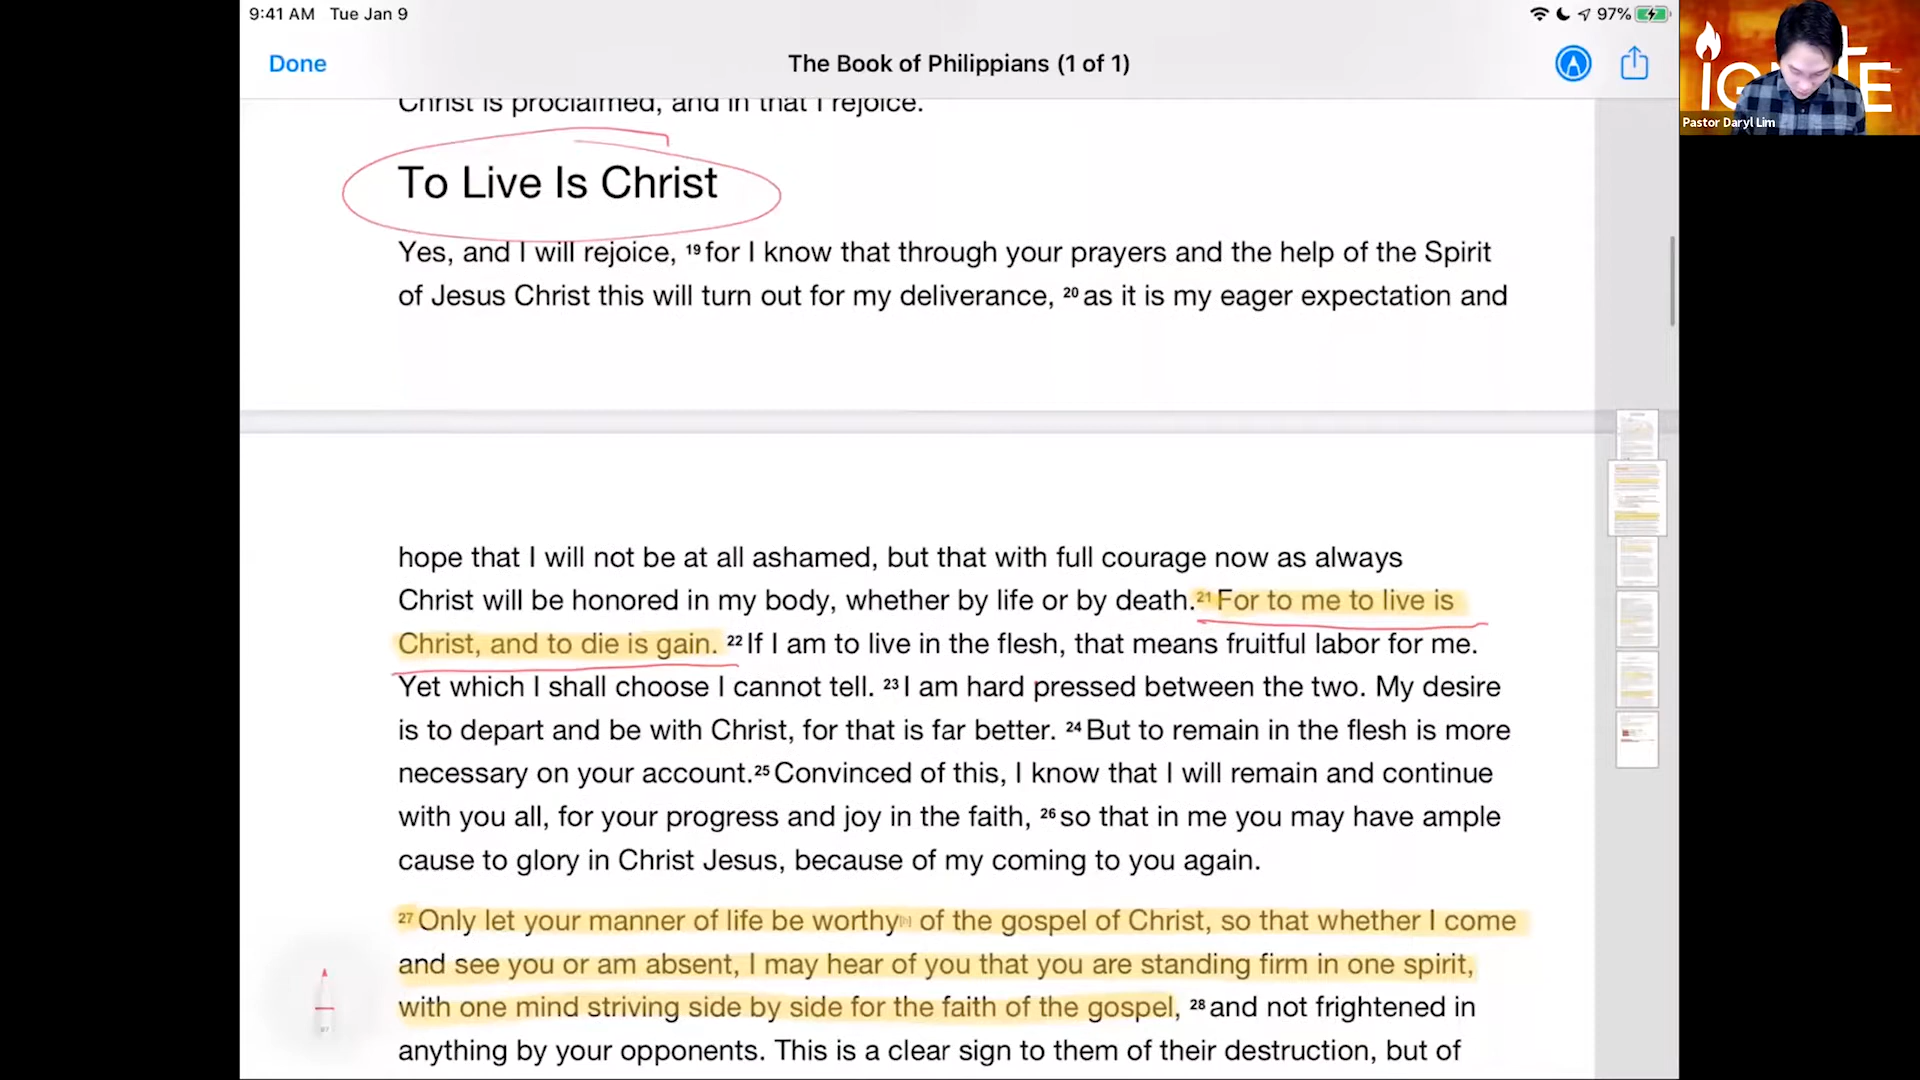 9:41 AM Tue Jan 9
97%
Done
The Book of Philippians (1 of 1)
IGNITE
Pastor Daryl Lim
Christ is proclaimed, and in that I rejoice.
To Live Is Christ
Yes, and I will rejoice, 19 for I know that through your prayers and the help of the Spirit
of Jesus Christ this will turn out for my deliverance, 20 as it is my eager expectation and
hope that I will not be at all ashamed, but that with full courage now as always
Christ will be honored in my body, whether by life or by death. 21 For to me to live is
Christ, and to die is gain. 22 If I am to live in the flesh, that means fruitful labor for me.
Yet which I shall choose I cannot tell. 23 I am hard pressed between the two. My desire
is to depart and be with Christ, for that is far better. 24 But to remain in the flesh is more
necessary on your account. 25 Convinced of this, I know that I will remain and continue
with you all, for your progress and joy in the faith, 26 so that in me you may have ample
cause to glory in Christ Jesus, because of my coming to you again.
27 Only let your manner of life be worthy[h] of the gospel of Christ, so that whether I come
and see you or am absent, I may hear of you that you are standing firm in one spirit,
with one mind striving side by side for the faith of the gospel, 28 and not frightened in
anything by your opponents. This is a clear sign to them of their destruction, but of